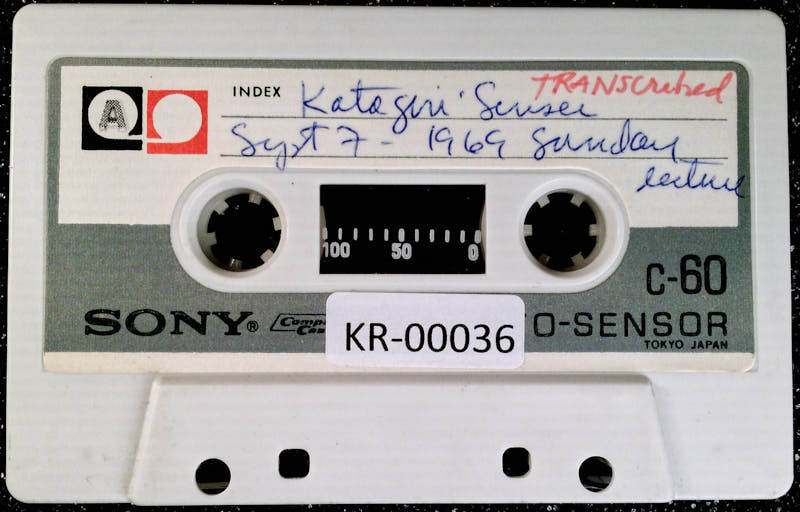 TRANSCribed
A INDEX Katagiri Sensei
Sept 7 - 1969 Sunday
lecture
100 50 0
C-60
SONY® Comp
KR-00036
O-SENSOR
TOKYO JAPAN